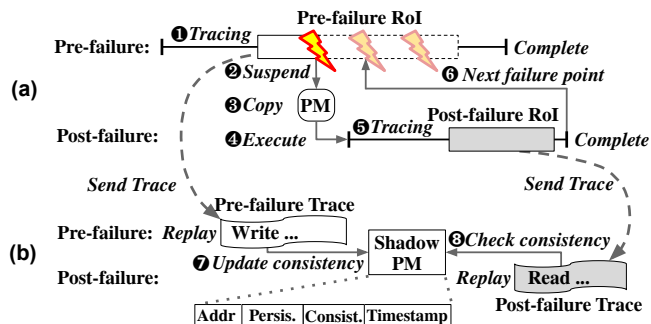 Pre-failure RoI
Pre-failure: ❶Tracing Complete
❷Suspend ❻Next failure point
(a) ❸Copy PM
Post-failure RoI
Post-failure: ❹Execute ❺Tracing Complete
Send Trace Send Trace
Pre-failure Trace
Pre-failure: Replay Write ... Shadow PM ❽Check consistency
(b) ❼Update consistency
Post-failure: Replay Read ...
Post-failure Trace
Addr Persis. Consist. Timestamp